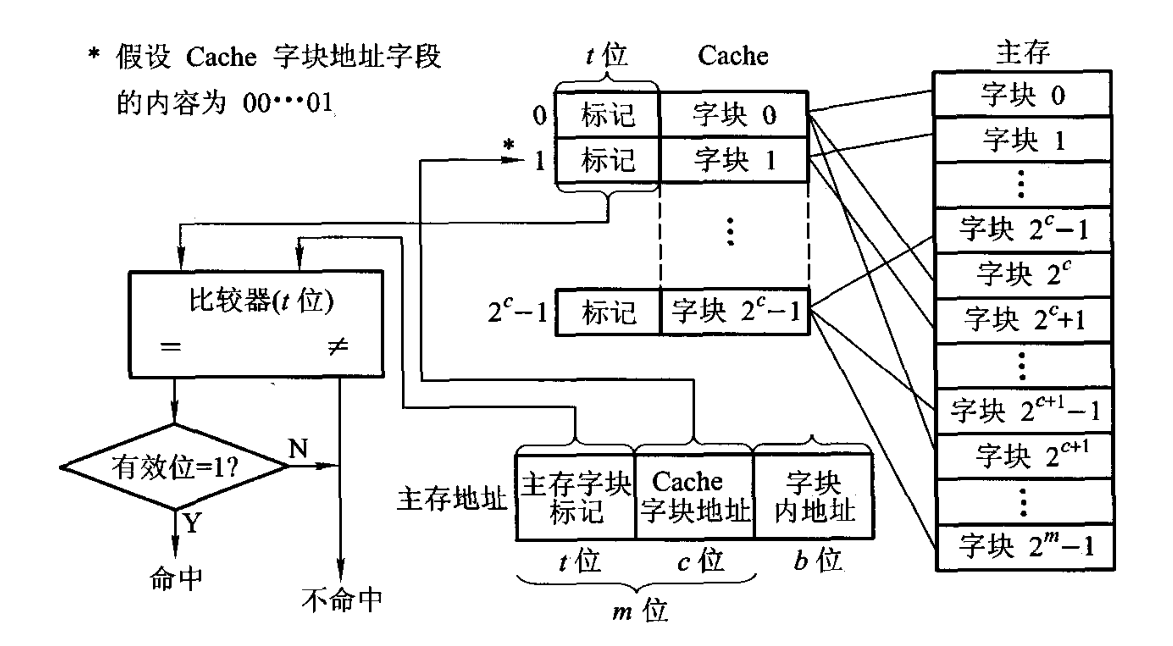 * 假设 Cache 字块地址字段
的内容为 00⋯01
t 位
Cache
主存
0 标记 字块 0
* 1 标记 字块 1
⋮
2^c−1 标记 字块 2^c−1
字块 0
字块 1
⋮
字块 2^c−1
字块 2^c
字块 2^c+1
⋮
字块 2^{c+1}−1
字块 2^{c+1}
⋮
字块 2^m−1
比较器(t 位)
= ≠
有效位=1?
N
Y
命中
不命中
主存地址
主存字块
标记
Cache
字块地址
字块
内地址
t 位
c 位
b 位
m 位